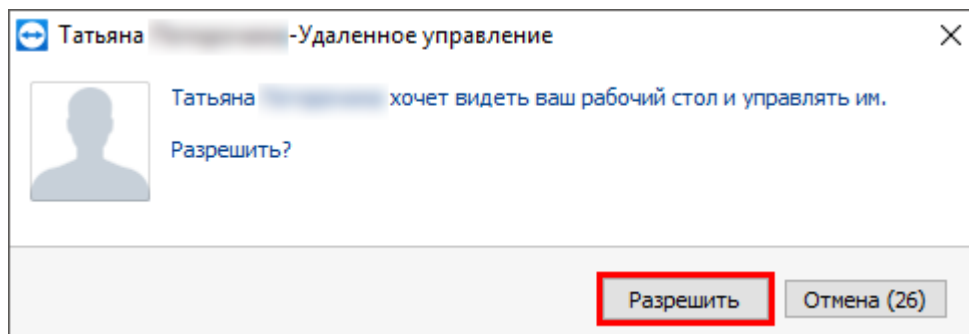 Татьяна -Удаленное управление
Татьяна хочет видеть ваш рабочий стол и управлять им.
Разрешить?
Разрешить
Отмена (26)